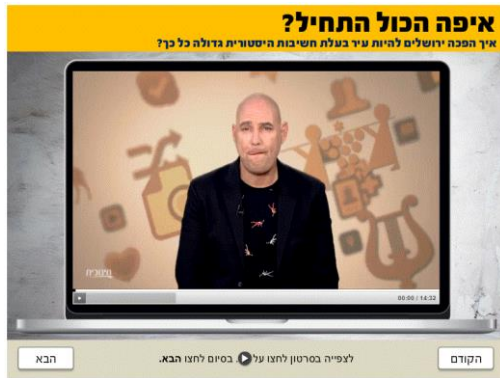 איפה הכול התחיל?
איך הפכה ירושלים להיות עיר בעלת חשיבות היסטורית גדולה כל כך?
היסטורית
00:00 / 14:32
הקודם
לצפייה בסרטון לחצו על. בסיום לחצו הבא.
הבא